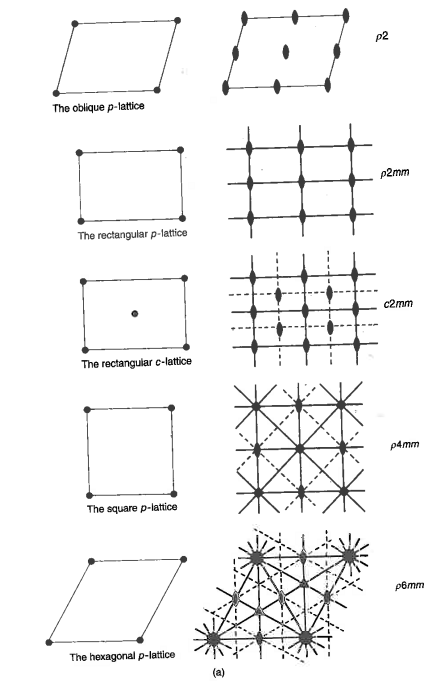 p2
The oblique p-lattice
p2mm
The rectangular p-lattice
c2mm
The rectangular c-lattice
p4mm
The square p-lattice
p6mm
The hexagonal p-lattice
(a)